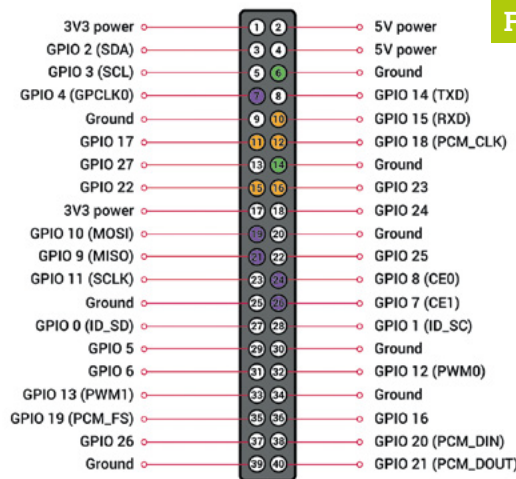 F
3V3 power 1 2 5V power
GPIO 2 (SDA) 3 4 5V power
GPIO 3 (SCL) 5 6 Ground
GPIO 4 (GPCLK0) 7 8 GPIO 14 (TXD)
Ground 9 10 GPIO 15 (RXD)
GPIO 17 11 12 GPIO 18 (PCM_CLK)
GPIO 27 13 14 Ground
GPIO 22 15 16 GPIO 23
3V3 power 17 18 GPIO 24
GPIO 10 (MOSI) 19 20 Ground
GPIO 9 (MISO) 21 22 GPIO 25
GPIO 11 (SCLK) 23 24 GPIO 8 (CE0)
Ground 25 26 GPIO 7 (CE1)
GPIO 0 (ID_SD) 27 28 GPIO 1 (ID_SC)
GPIO 5 29 30 Ground
GPIO 6 31 32 GPIO 12 (PWM0)
GPIO 13 (PWM1) 33 34 Ground
GPIO 19 (PCM_FS) 35 36 GPIO 16
GPIO 26 37 38 GPIO 20 (PCM_DIN)
Ground 39 40 GPIO 21 (PCM_DOUT)